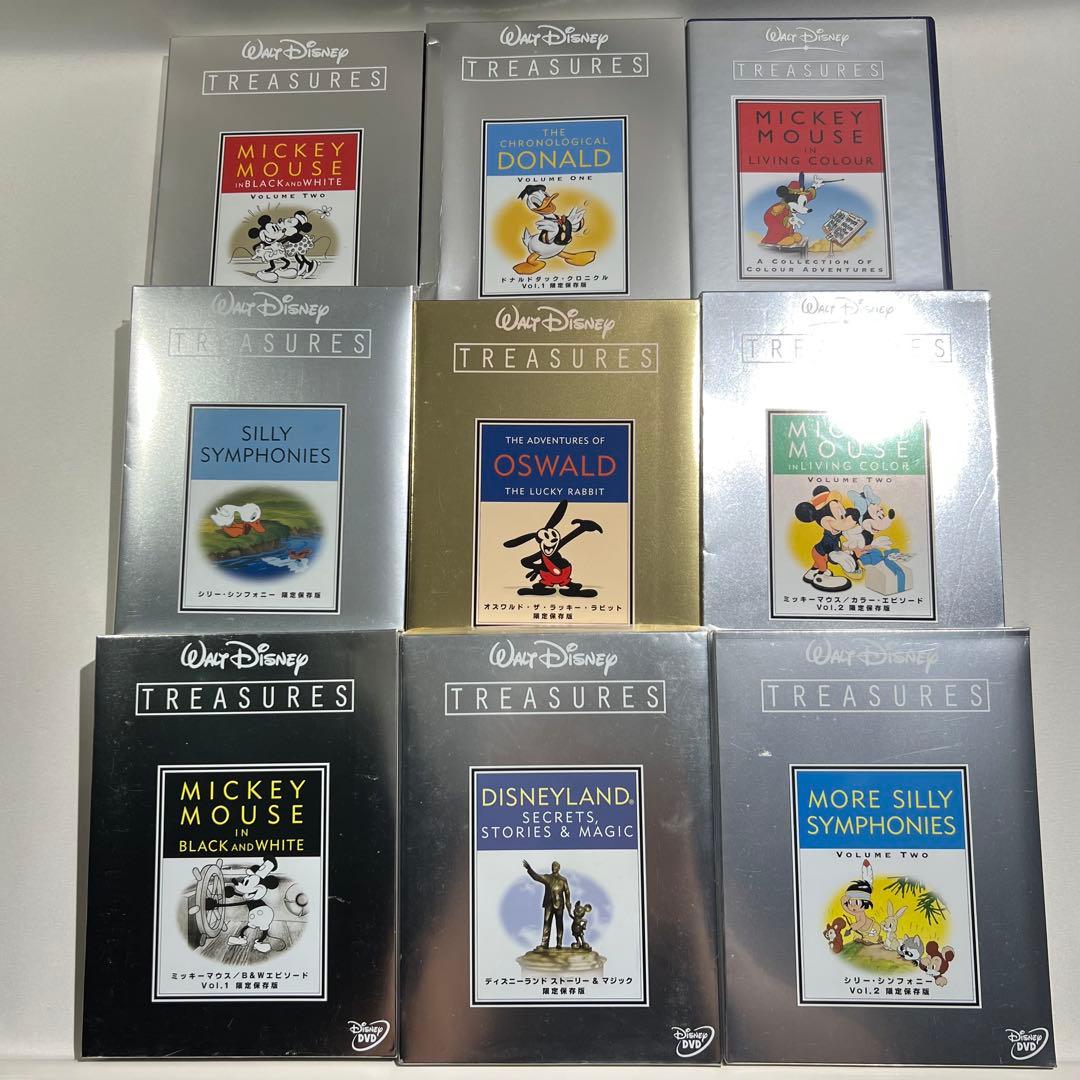 WALT DISNEY
TREASURES
MICKEY
MOUSE
IN BLACK AND WHITE
VOLUME TWO
WALT DISNEY
TREASURES
THE
CHRONOLOGICAL
DONALD
VOLUME ONE
ドナルドダック・クロニクル
Vol.1 限定保存版
WALT DISNEY
TREASURES
MICKEY
MOUSE
IN
LIVING COLOUR
A COLLECTION OF
COLOUR ADVENTURES
WALT DISNEY
TREASURES
SILLY
SYMPHONIES
シリー・シンフォニー 限定保存版
WALT DISNEY
TREASURES
THE ADVENTURES OF
OSWALD
THE LUCKY RABBIT
オズワルド・ザ・ラッキー・ラビット
限定保存版
WALT DISNEY
TREASURES
MICKEY
MOUSE
IN LIVING COLOR
VOLUME TWO
ミッキーマウス/カラー・エピソード
Vol.2 限定保存版
WALT DISNEY
TREASURES
MICKEY
MOUSE
IN
BLACK AND WHITE
ミッキーマウス/B&Wエピソード
Vol.1 限定保存版
DISNEY
DVD
WALT DISNEY
TREASURES
DISNEYLAND®
SECRETS,
STORIES & MAGIC
ディズニーランド ストーリー & マジック
限定保存版
DISNEY
DVD
WALT DISNEY
TREASURES
MORE SILLY
SYMPHONIES
VOLUME TWO
シリー・シンフォニー
Vol.2 限定保存版
DISNEY
DVD